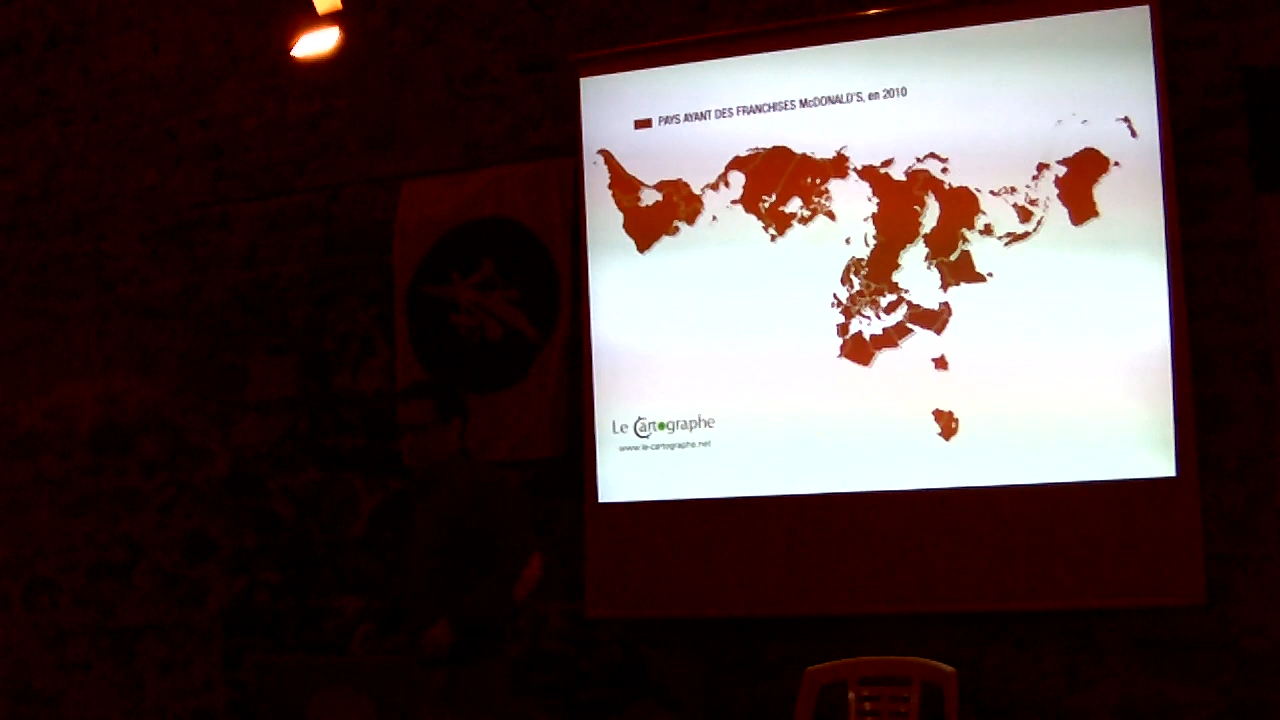 PAYS AYANT DES FRANCHISES McDONALD'S, en 2010
Le Cartographe
www.le-cartographe.net